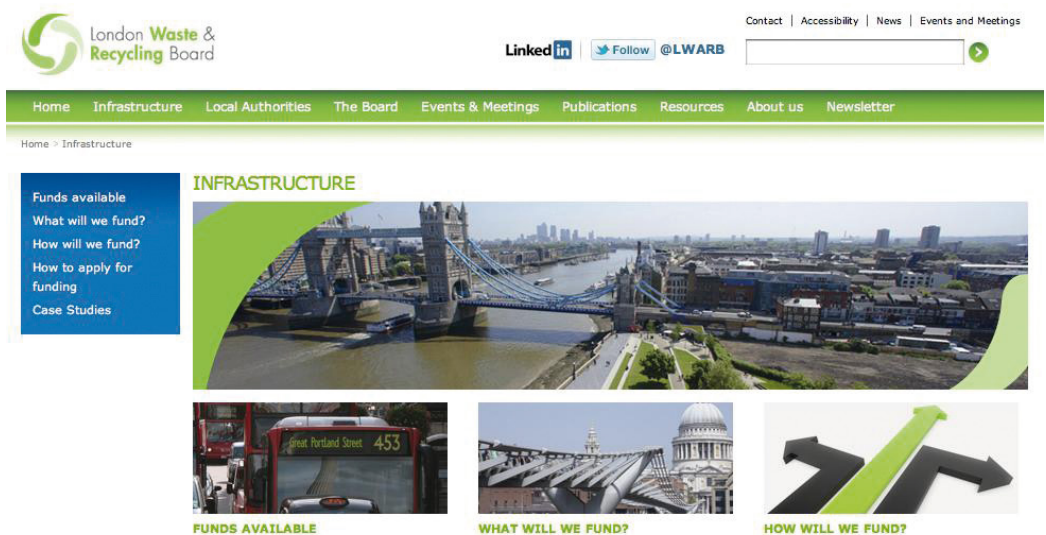 London Waste &
Recycling Board
Contact | Accessibility | News | Events and Meetings
Linked in
Follow @LWARB
Home Infrastructure Local Authorities The Board Events & Meetings Publications Resources About us Newsletter
Home > Infrastructure
Funds available
What will we fund?
How will we fund?
How to apply for
funding
Case Studies
INFRASTRUCTURE
Great Portland Street 453
FUNDS AVAILABLE
WHAT WILL WE FUND?
HOW WILL WE FUND?